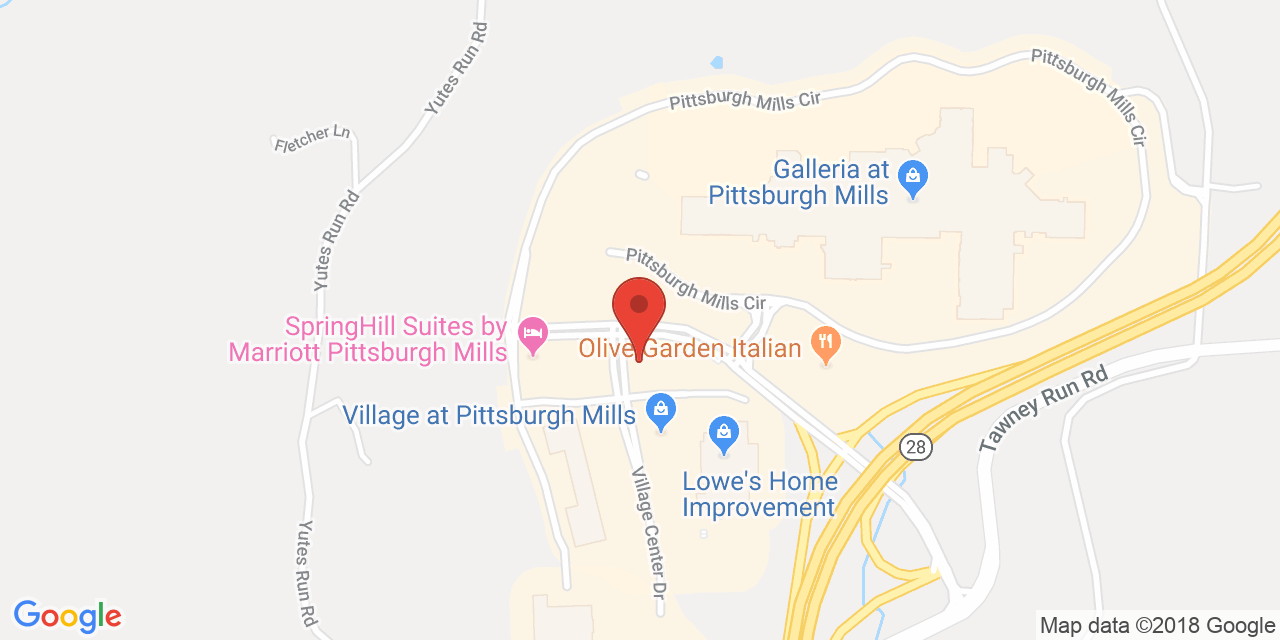 Yutes Run Rd
Pittsburgh Mills Cir
Pittsburgh Mills Cir
Fletcher Ln
Galleria at
Pittsburgh Mills
Yutes Run Rd
Pittsburgh Mills Cir
SpringHill Suites by
Marriott Pittsburgh Mills
Olive Garden Italian
Tawney Run Rd
Village at Pittsburgh Mills
28
Lowe's Home
Improvement
Village Center Dr
Yutes Run Rd
Google
Map data ©2018 Google